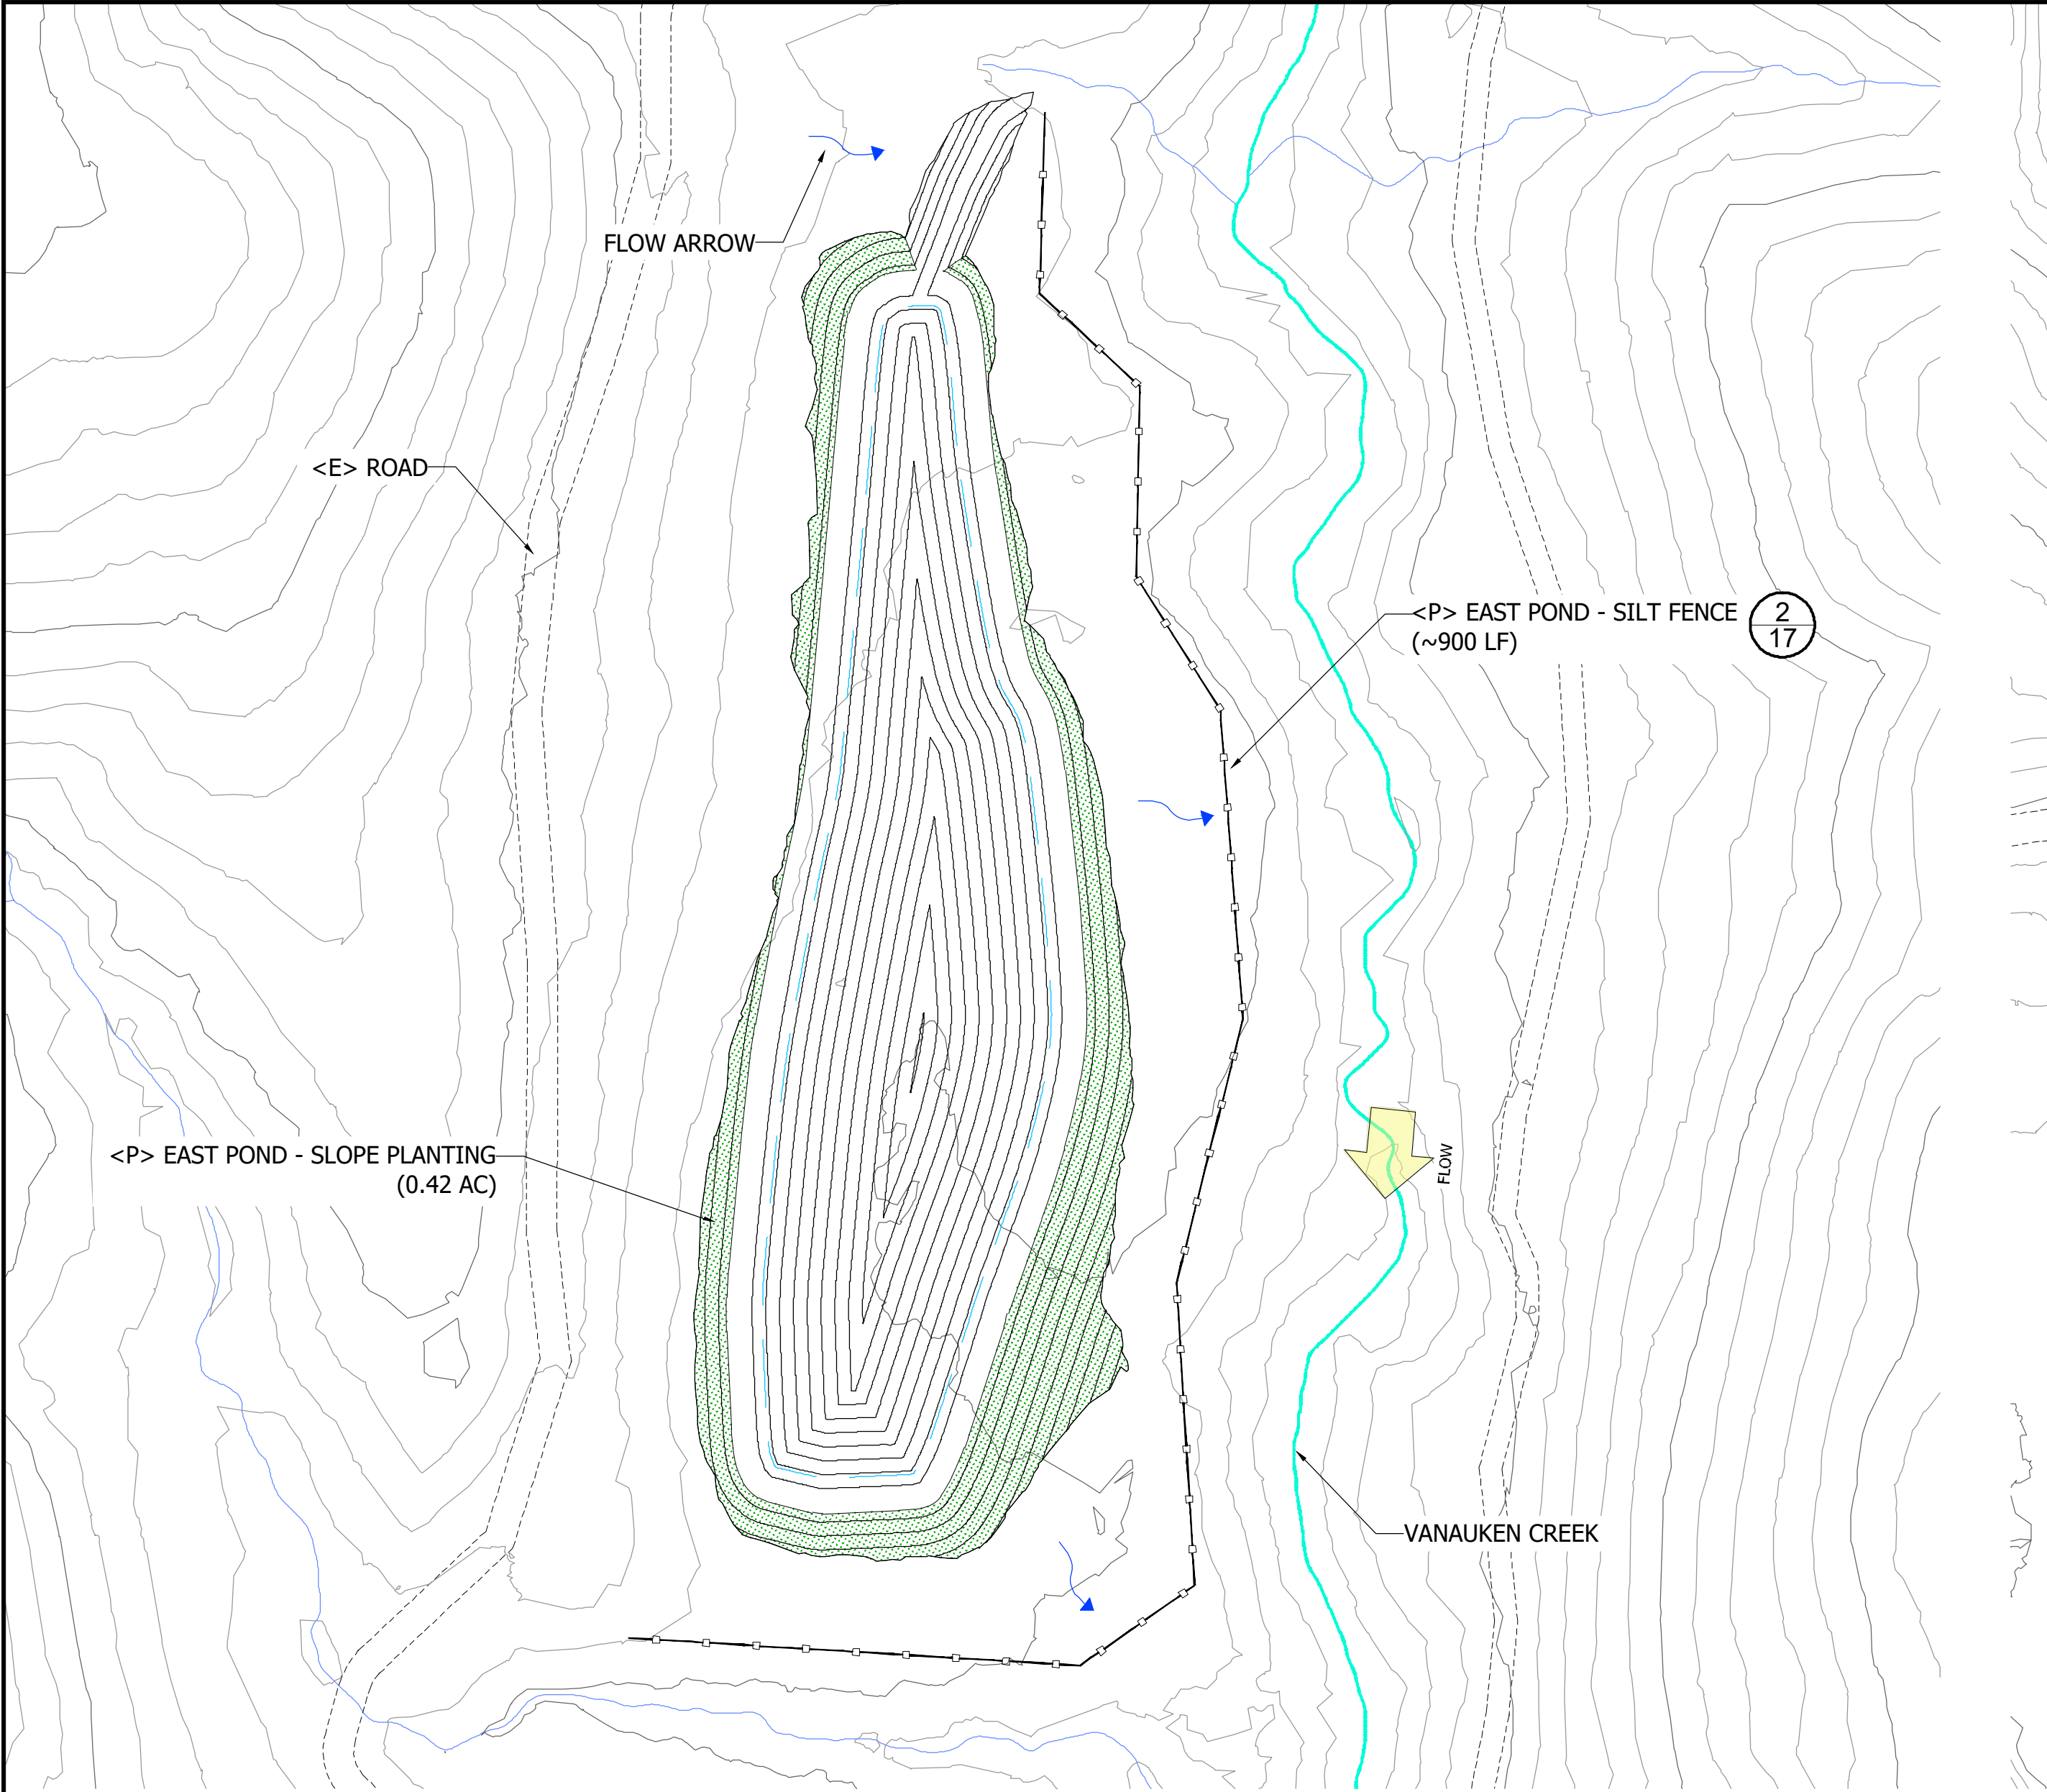 FLOW ARROW
<E> ROAD
<P> EAST POND - SILT FENCE
(~900 LF)
2
17
<P> EAST POND - SLOPE PLANTING
(0.42 AC)
FLOW
VANAUKEN CREEK